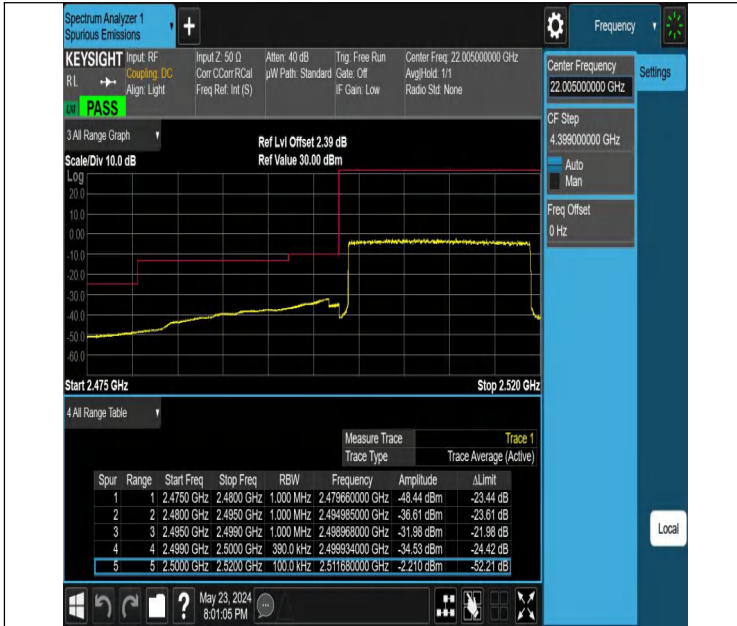 Spectrum Analyzer 1
Spurious Emissions
Frequency
KEYSIGHT
RL
Input: RF
Coupling: DC
Align: Light
Input Z: 50 Ω
Corr CCorr RCal
Freq Ref: Int (S)
Atten: 40 dB
µW Path: Standard
Trig: Free Run
Gate: Off
IF Gain: Low
Center Freq: 22.005000000 GHz
Avg|Hold: 1/1
Radio Std: None
PASS
Center Frequency
22.005000000 GHz
Settings
CF Step
4.399000000 GHz
Auto
Man
Freq Offset
0 Hz
Local
3 All Range Graph
Scale/Div 10.0 dB
Ref Lvl Offset 2.39 dB
Ref Value 30.00 dBm
Log
20.0
10.0
0.00
-10.0
-20.0
-30.0
-40.0
-50.0
-60.0
Start 2.475 GHz
Stop 2.520 GHz
4 All Range Table
Measure Trace Trace 1
Trace Type Trace Average (Active)
Spur Range Start Freq Stop Freq RBW Frequency Amplitude ΔLimit
1 1 2.4750 GHz 2.4800 GHz 1.000 MHz 2.479660000 GHz -48.44 dBm -23.44 dB
2 2 2.4800 GHz 2.4950 GHz 1.000 MHz 2.494985000 GHz -36.61 dBm -23.61 dB
3 3 2.4950 GHz 2.4990 GHz 1.000 MHz 2.498968000 GHz -31.98 dBm -21.98 dB
4 4 2.4990 GHz 2.5000 GHz 390.0 kHz 2.499934000 GHz -34.53 dBm -24.42 dB
5 5 2.5000 GHz 2.5200 GHz 100.0 kHz 2.511680000 GHz -2.210 dBm -52.21 dB
?
May 23, 2024
8:01:05 PM